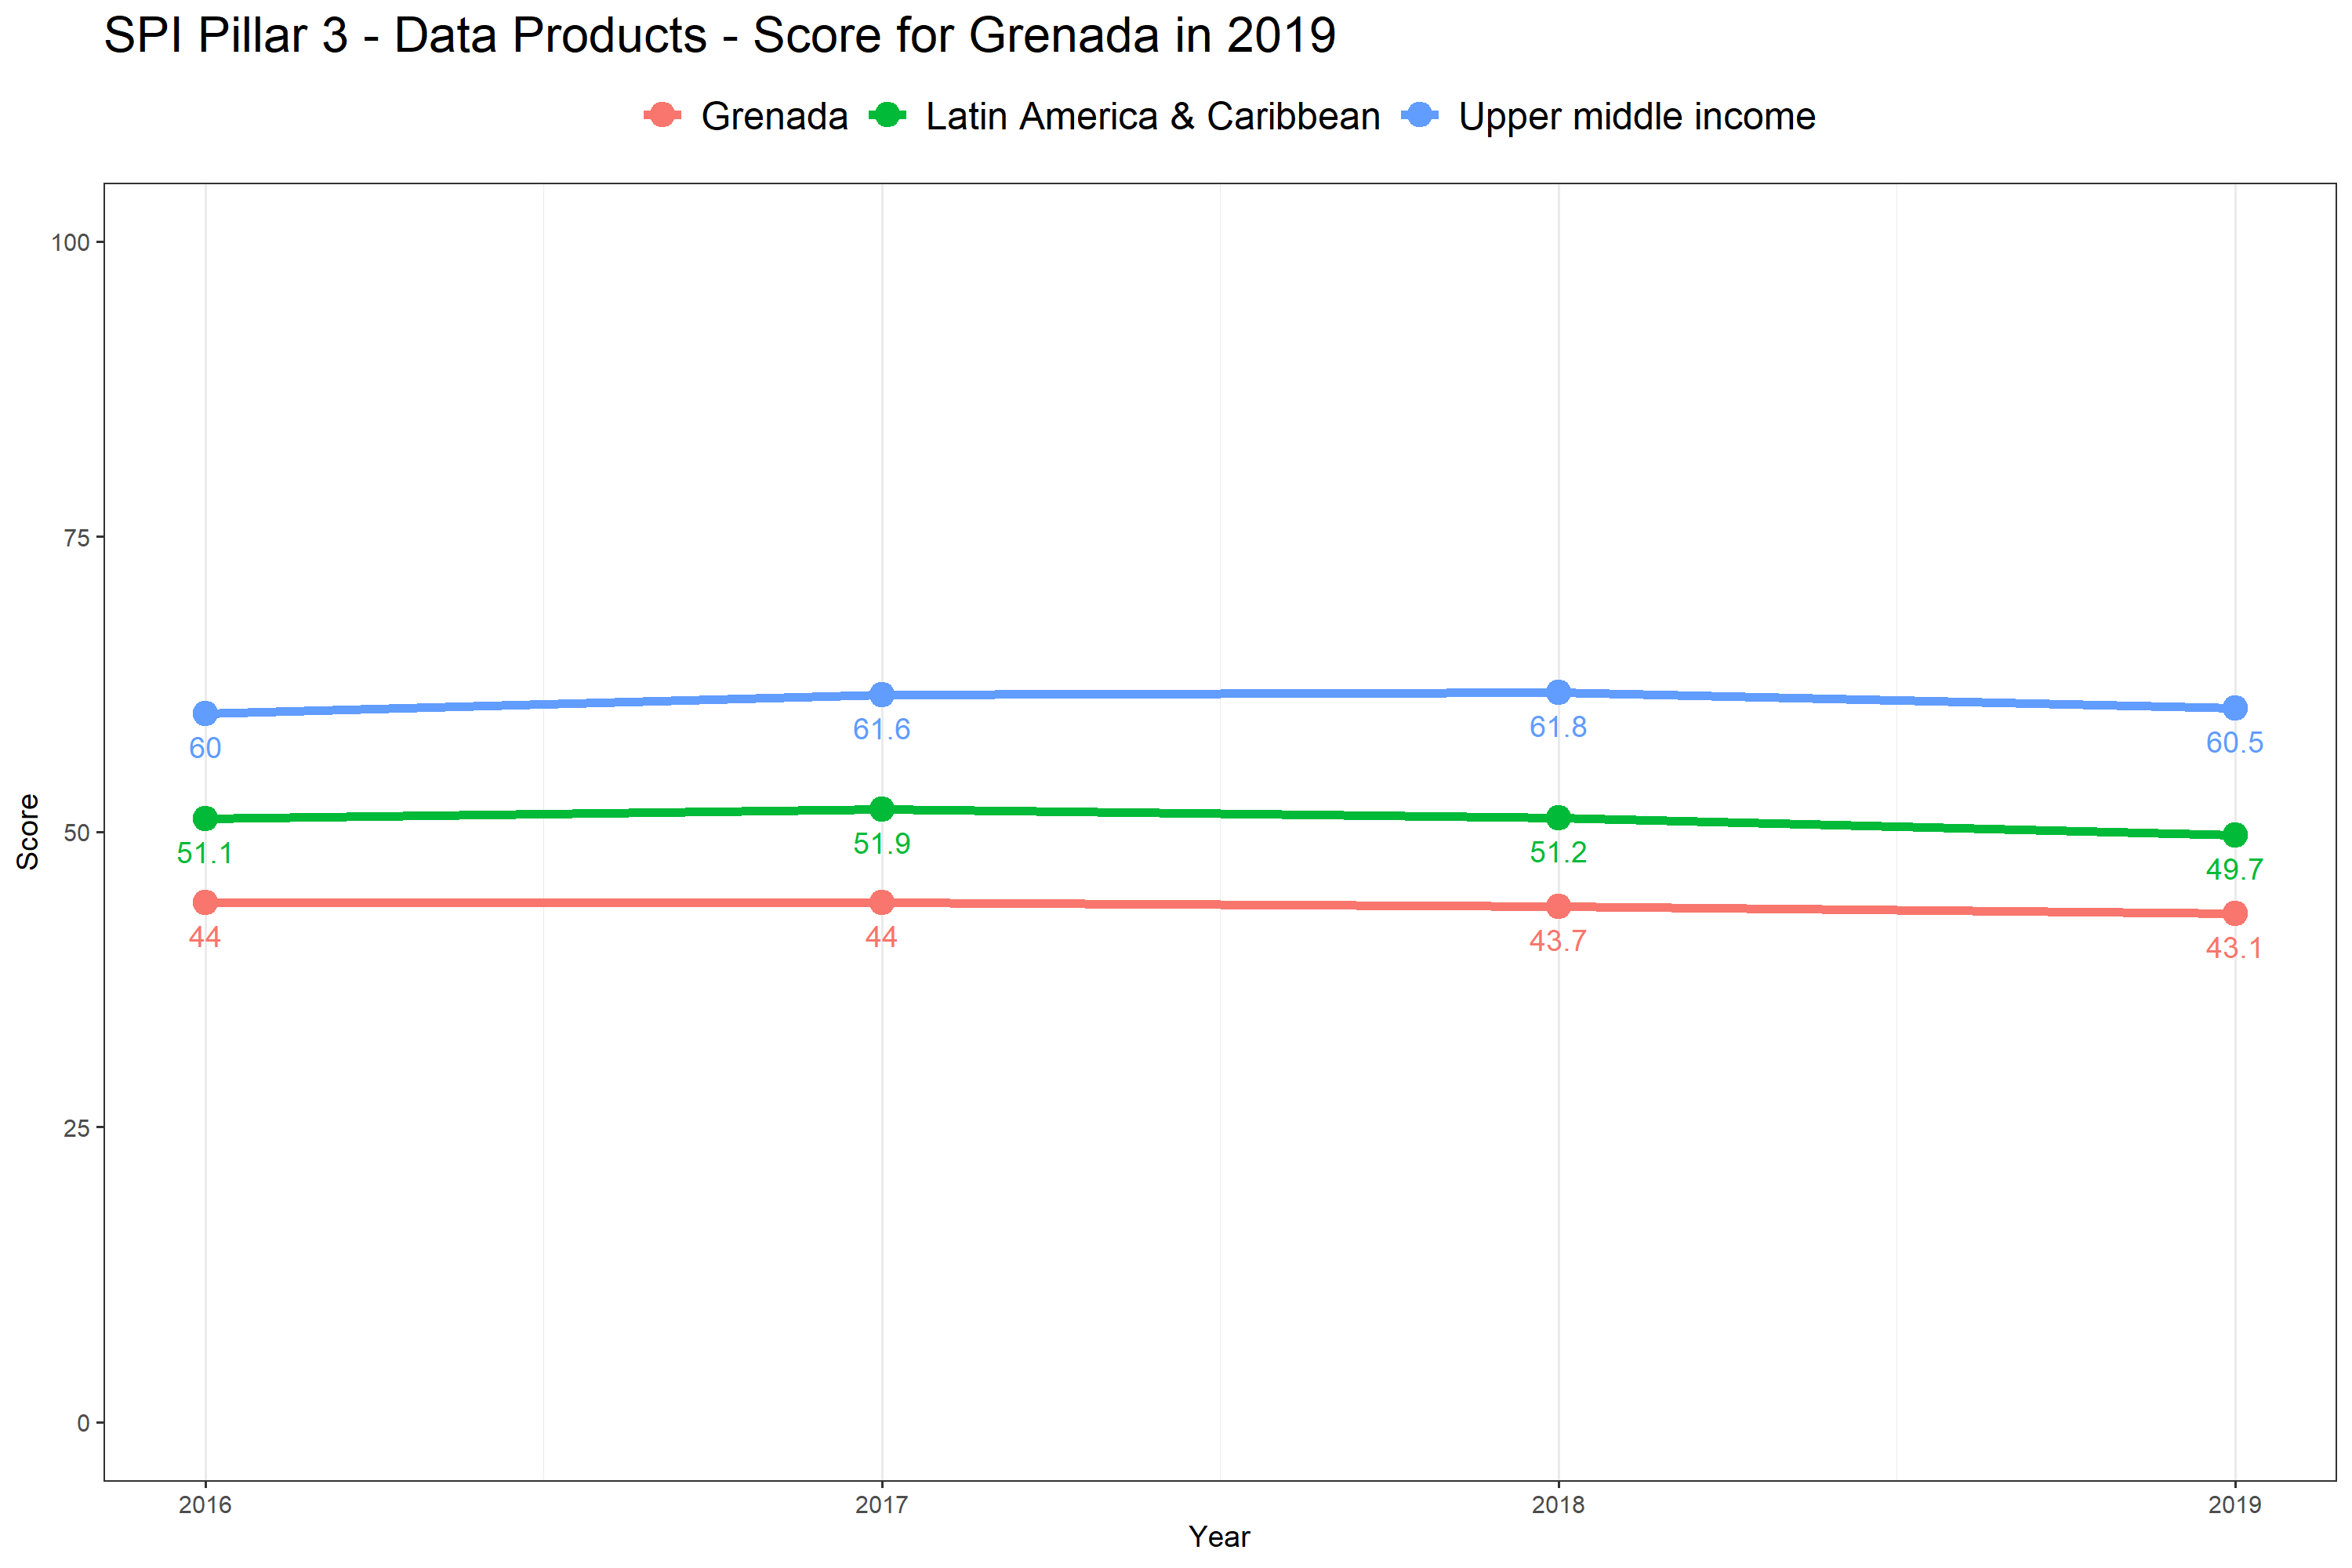 SPI Pillar 3 - Data Products - Score for Grenada in 2019
Grenada Latin America & Caribbean Upper middle income
100
75
50
25
0
Score
60 61.6 61.8 60.5
51.1 51.9 51.2 49.7
44 44 43.7 43.1
2016 2017 2018 2019
Year